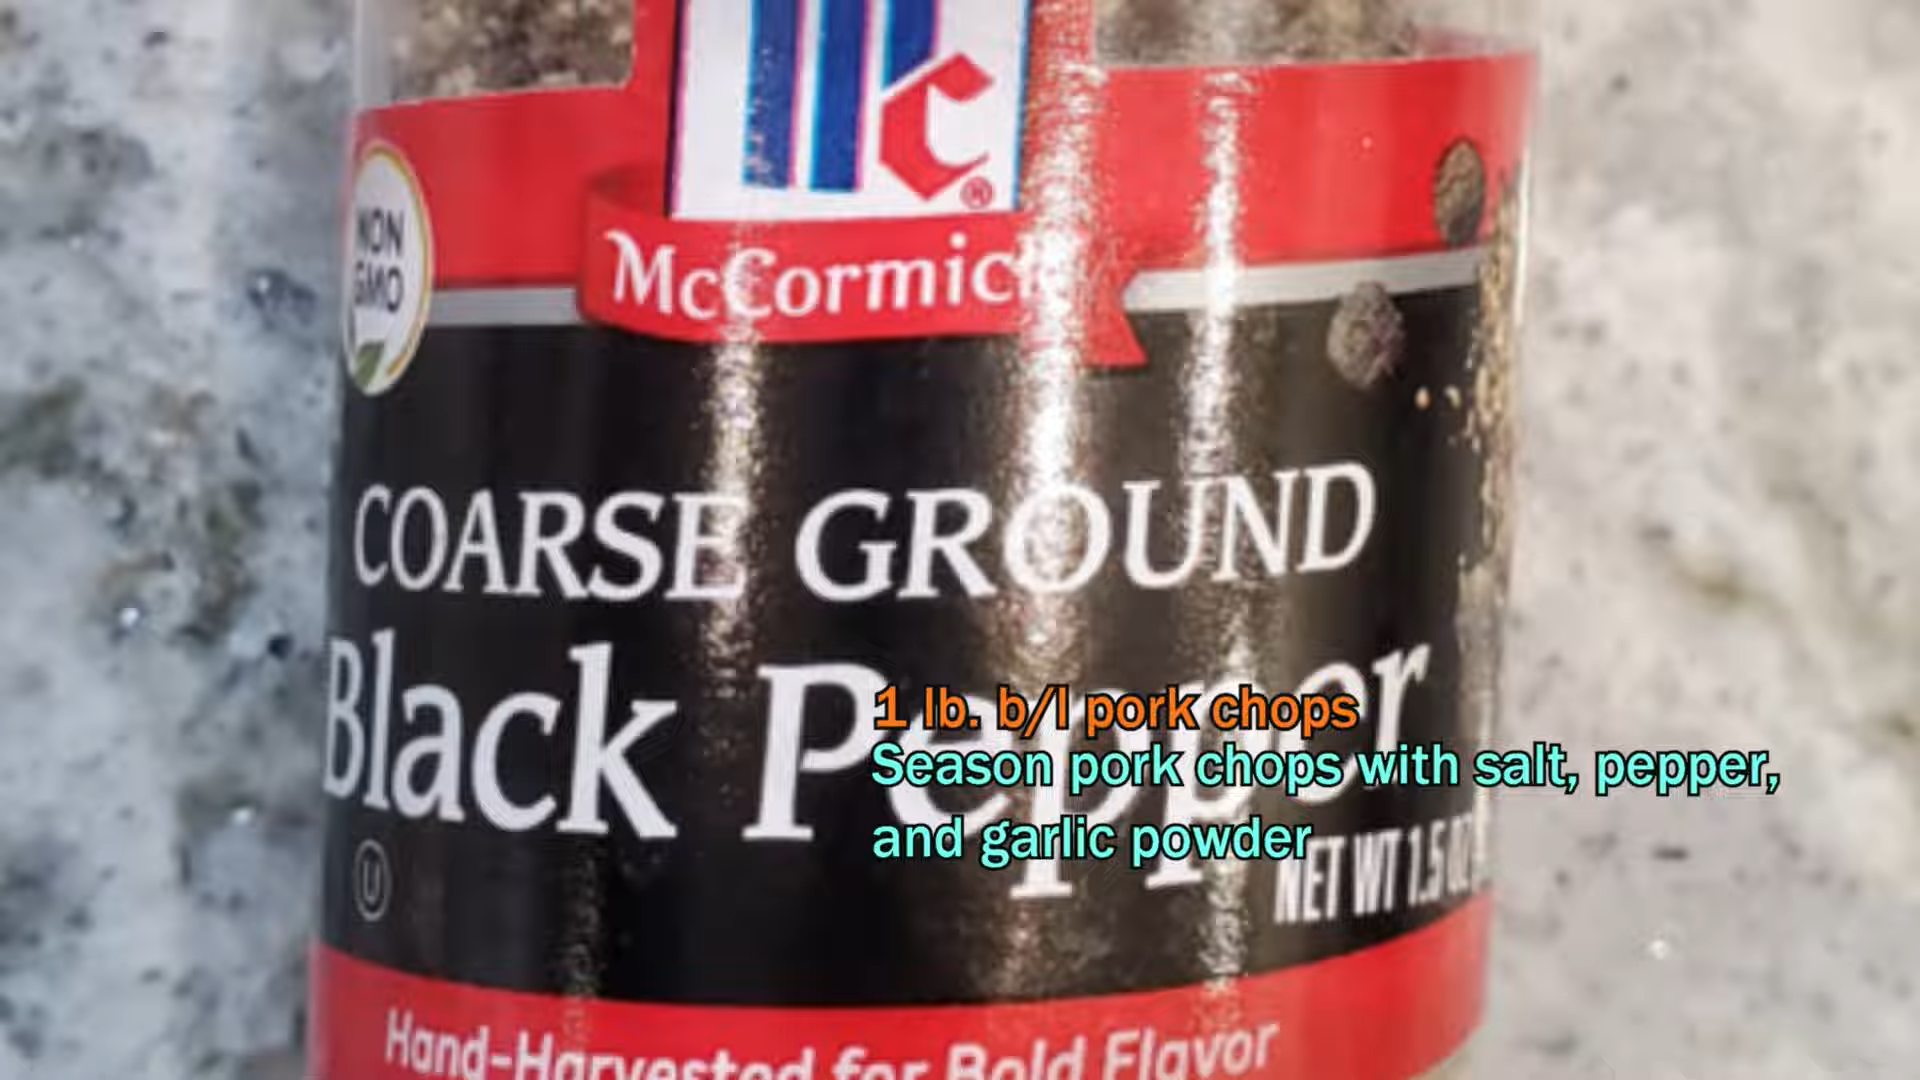 Mc®
McCormick
NON
GMO
COARSE GROUND
Black Pepper
1 lb. b/l pork chops
Season pork chops with salt, pepper,
and garlic powder
U
NET WT 1.5 OZ
Hand-Harvested for Bold Flavor